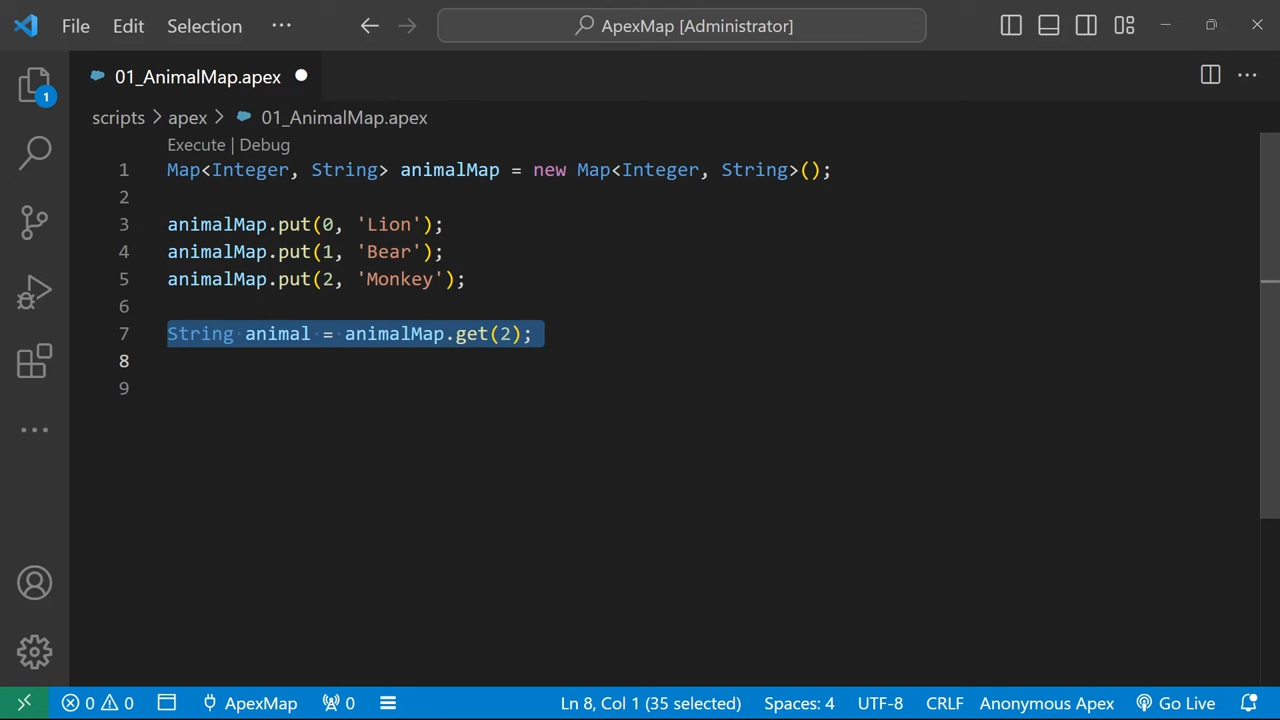 File Edit Selection ··· ApexMap [Administrator]
01_AnimalMap.apex
1
scripts > apex > 01_AnimalMap.apex
Execute | Debug
1 Map<Integer, String> animalMap = new Map<Integer, String>();
2
3 animalMap.put(0, 'Lion');
4 animalMap.put(1, 'Bear');
5 animalMap.put(2, 'Monkey');
6
7 String animal = animalMap.get(2);
8
9
0 0 ApexMap 0 Ln 8, Col 1 (35 selected) Spaces: 4 UTF-8 CRLF Anonymous Apex Go Live